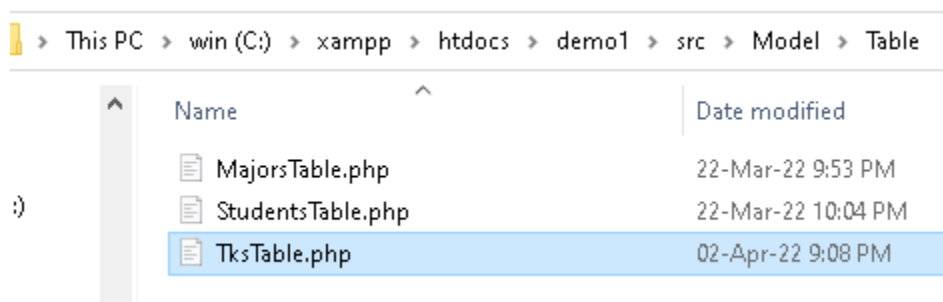 This PC > win (C:) > xampp > htdocs > demo1 > src > Model > Table
Name Date modified
MajorsTable.php 22-Mar-22 9:53 PM
:) StudentsTable.php 22-Mar-22 10:04 PM
TksTable.php 02-Apr-22 9:08 PM